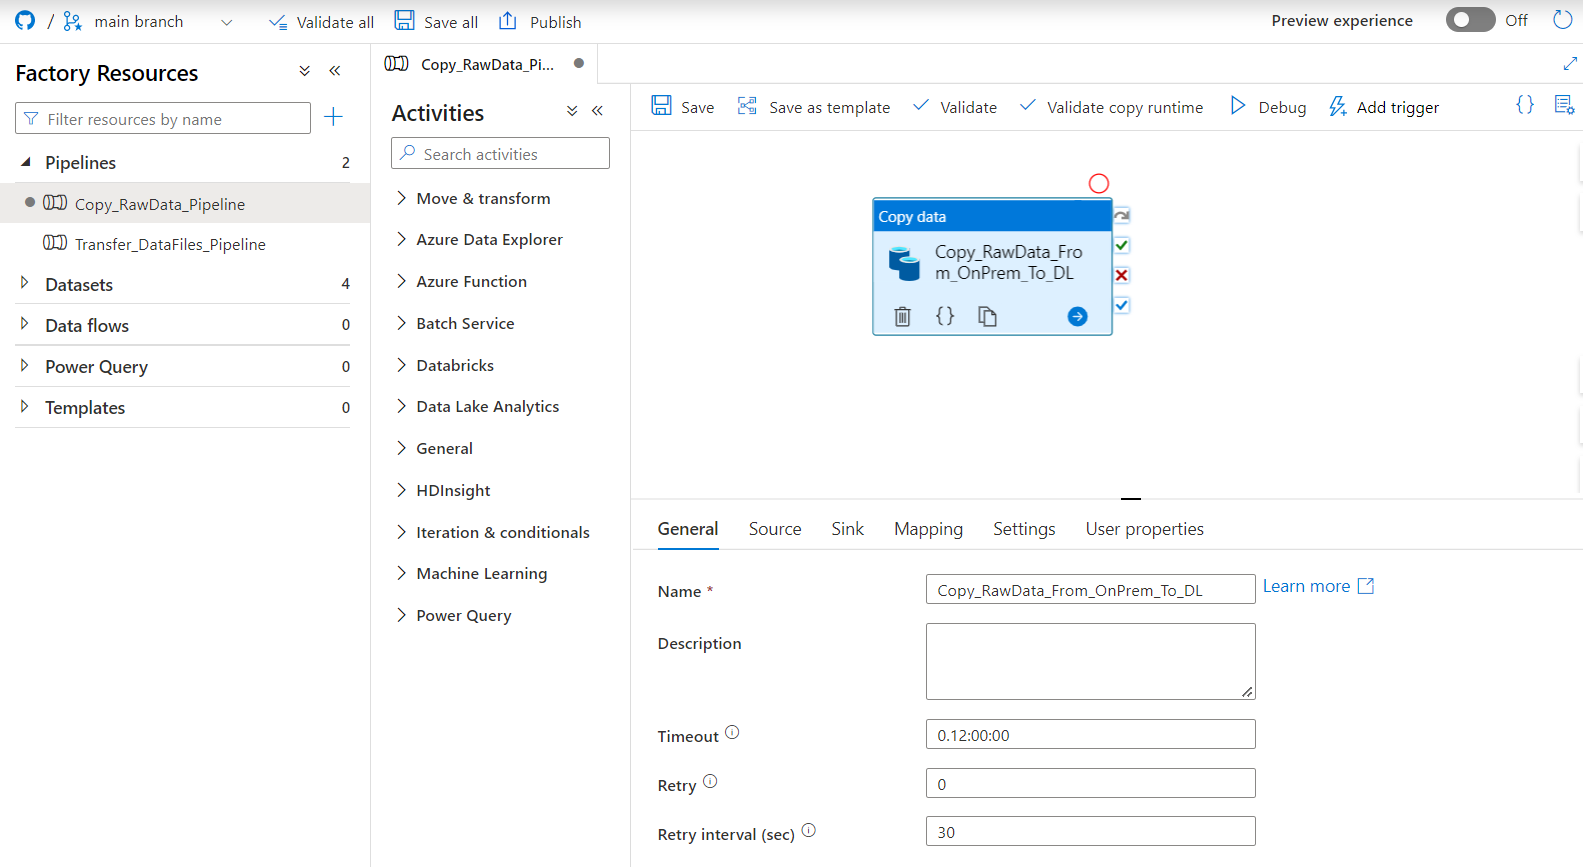 / main branch Validate all Save all Publish Preview experience Off
Factory Resources
Filter resources by name
Pipelines 2
Copy_RawData_Pipeline
Transfer_DataFiles_Pipeline
Datasets 4
Data flows 0
Power Query 0
Templates 0
Copy_RawData_Pi...
Activities
Search activities
Move & transform
Azure Data Explorer
Azure Function
Batch Service
Databricks
Data Lake Analytics
General
HDInsight
Iteration & conditionals
Machine Learning
Power Query
Save Save as template Validate Validate copy runtime Debug Add trigger {}
Copy data
Copy_RawData_Fro
m_OnPrem_To_DL
{}
General Source Sink Mapping Settings User properties
Name * Copy_RawData_From_OnPrem_To_DL Learn more
Description
Timeout 0.12:00:00
Retry 0
Retry interval (sec) 30